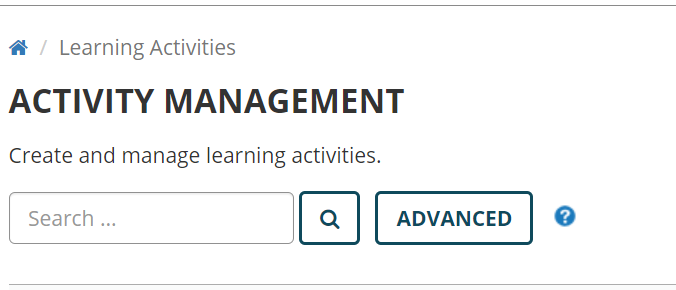 / Learning Activities
ACTIVITY MANAGEMENT
Create and manage learning activities.
Search ...
ADVANCED
?